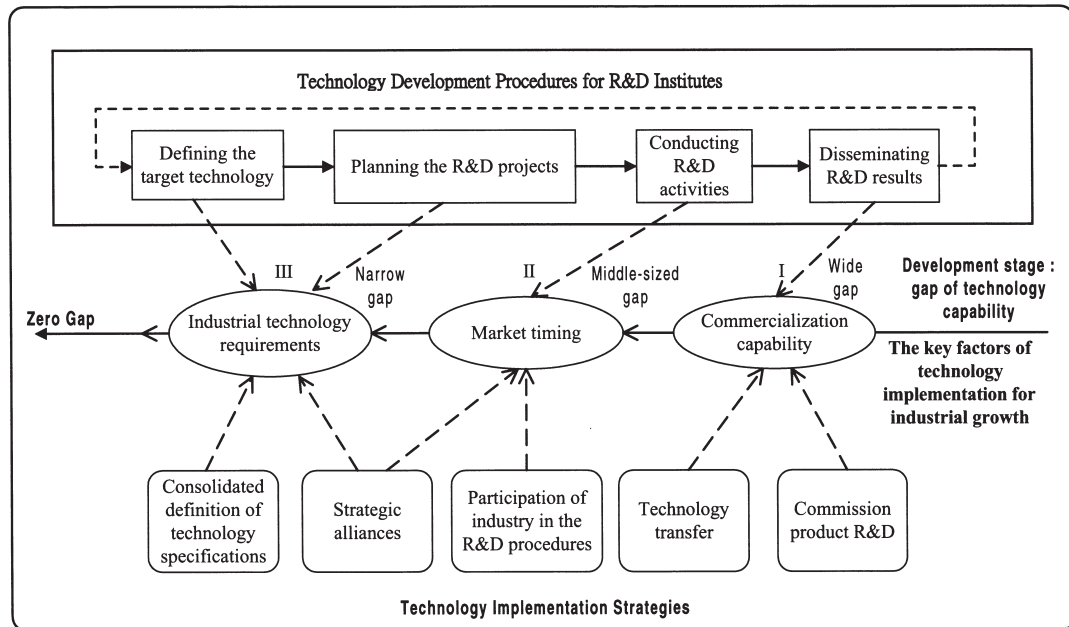 Technology Development Procedures for R&D Institutes
Defining the
target technology
Planning the R&D projects
Conducting
R&D
activities
Disseminating
R&D results
III
Narrow
gap
II
Middle-sized
gap
I
Wide
gap
Development stage :
gap of technology
capability
Zero Gap
Industrial technology
requirements
Market timing
Commercialization
capability
The key factors of
technology
implementation for
industrial growth
Consolidated
definition of
technology
specifications
Strategic
alliances
Participation of
industry in the
R&D procedures
Technology
transfer
Commission
product R&D
Technology Implementation Strategies